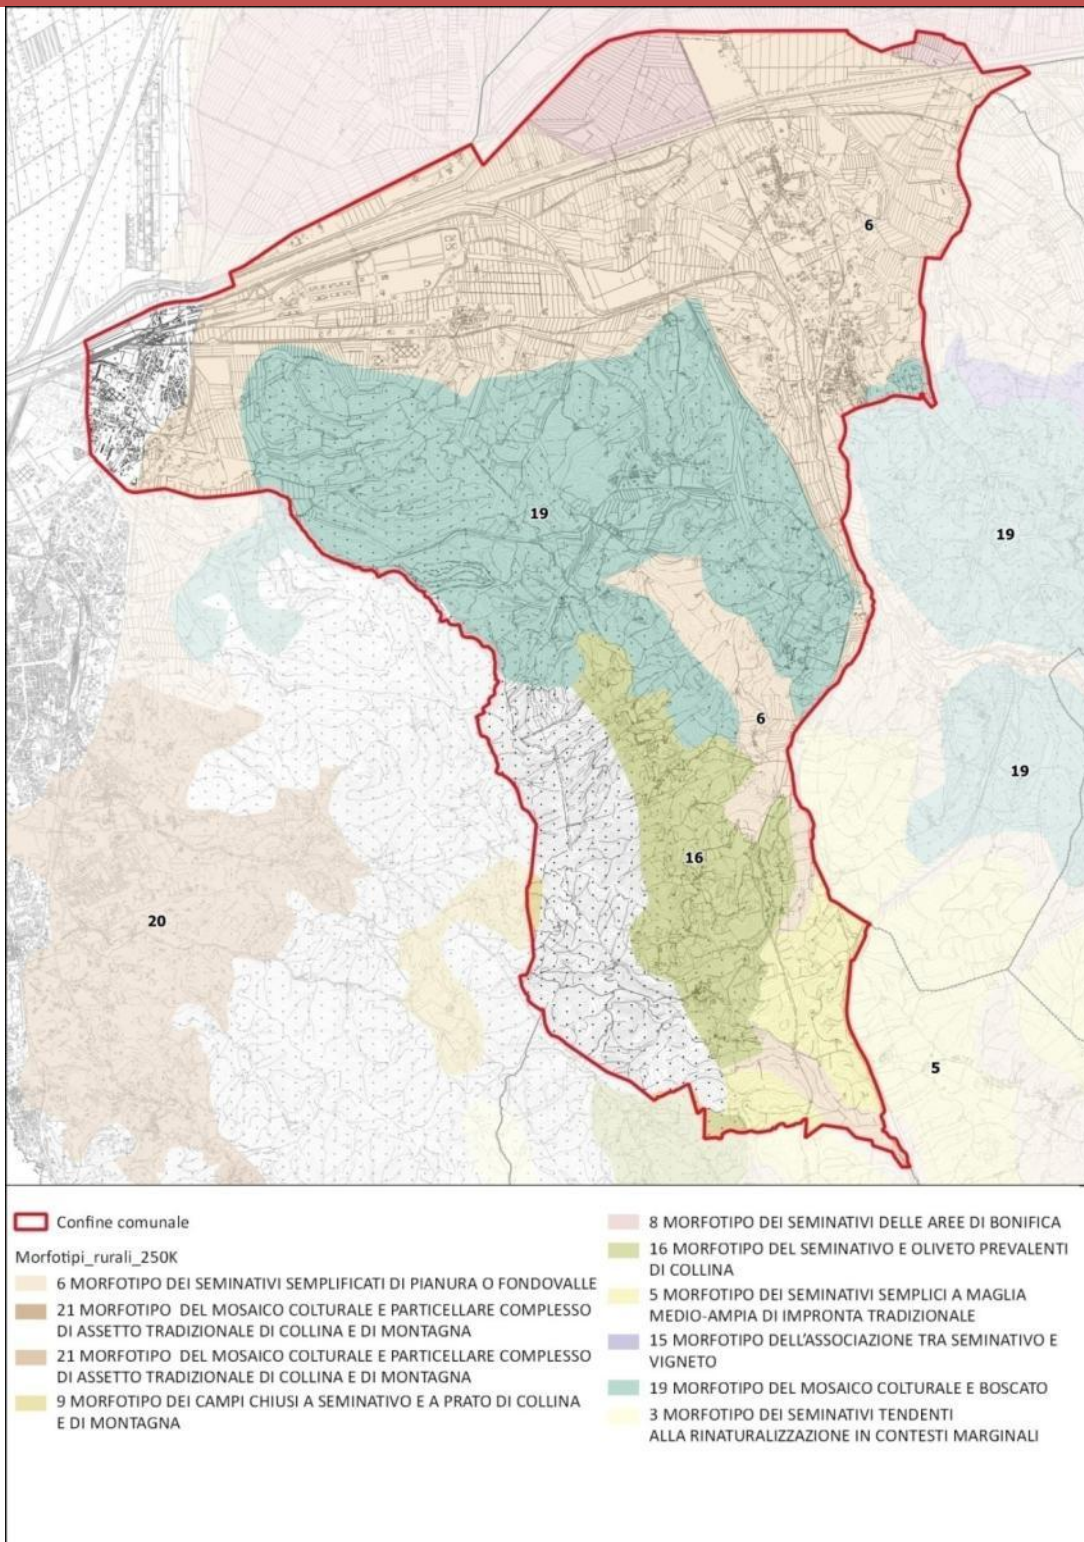 6
19
19
6
19
16
20
5
Confine comunale
Morfotipi_rurali_250K
6 MORFOTIPO DEI SEMINATIVI SEMPLIFICATI DI PIANURA O FONDOVALLE
21 MORFOTIPO DEL MOSAICO COLTURALE E PARTICELLARE COMPLESSO
DI ASSETTO TRADIZIONALE DI COLLINA E DI MONTAGNA
21 MORFOTIPO DEL MOSAICO COLTURALE E PARTICELLARE COMPLESSO
DI ASSETTO TRADIZIONALE DI COLLINA E DI MONTAGNA
9 MORFOTIPO DEI CAMPI CHIUSI A SEMINATIVO E A PRATO DI COLLINA
E DI MONTAGNA
8 MORFOTIPO DEI SEMINATIVI DELLE AREE DI BONIFICA
16 MORFOTIPO DEL SEMINATIVO E OLIVETO PREVALENTI
DI COLLINA
5 MORFOTIPO DEI SEMINATIVI SEMPLICI A MAGLIA
MEDIO-AMPIA DI IMPRONTA TRADIZIONALE
15 MORFOTIPO DELL'ASSOCIAZIONE TRA SEMINATIVO E
VIGNETO
19 MORFOTIPO DEL MOSAICO COLTURALE E BOSCATO
3 MORFOTIPO DEI SEMINATIVI TENDENTI
ALLA RINATURALIZZAZIONE IN CONTESTI MARGINALI